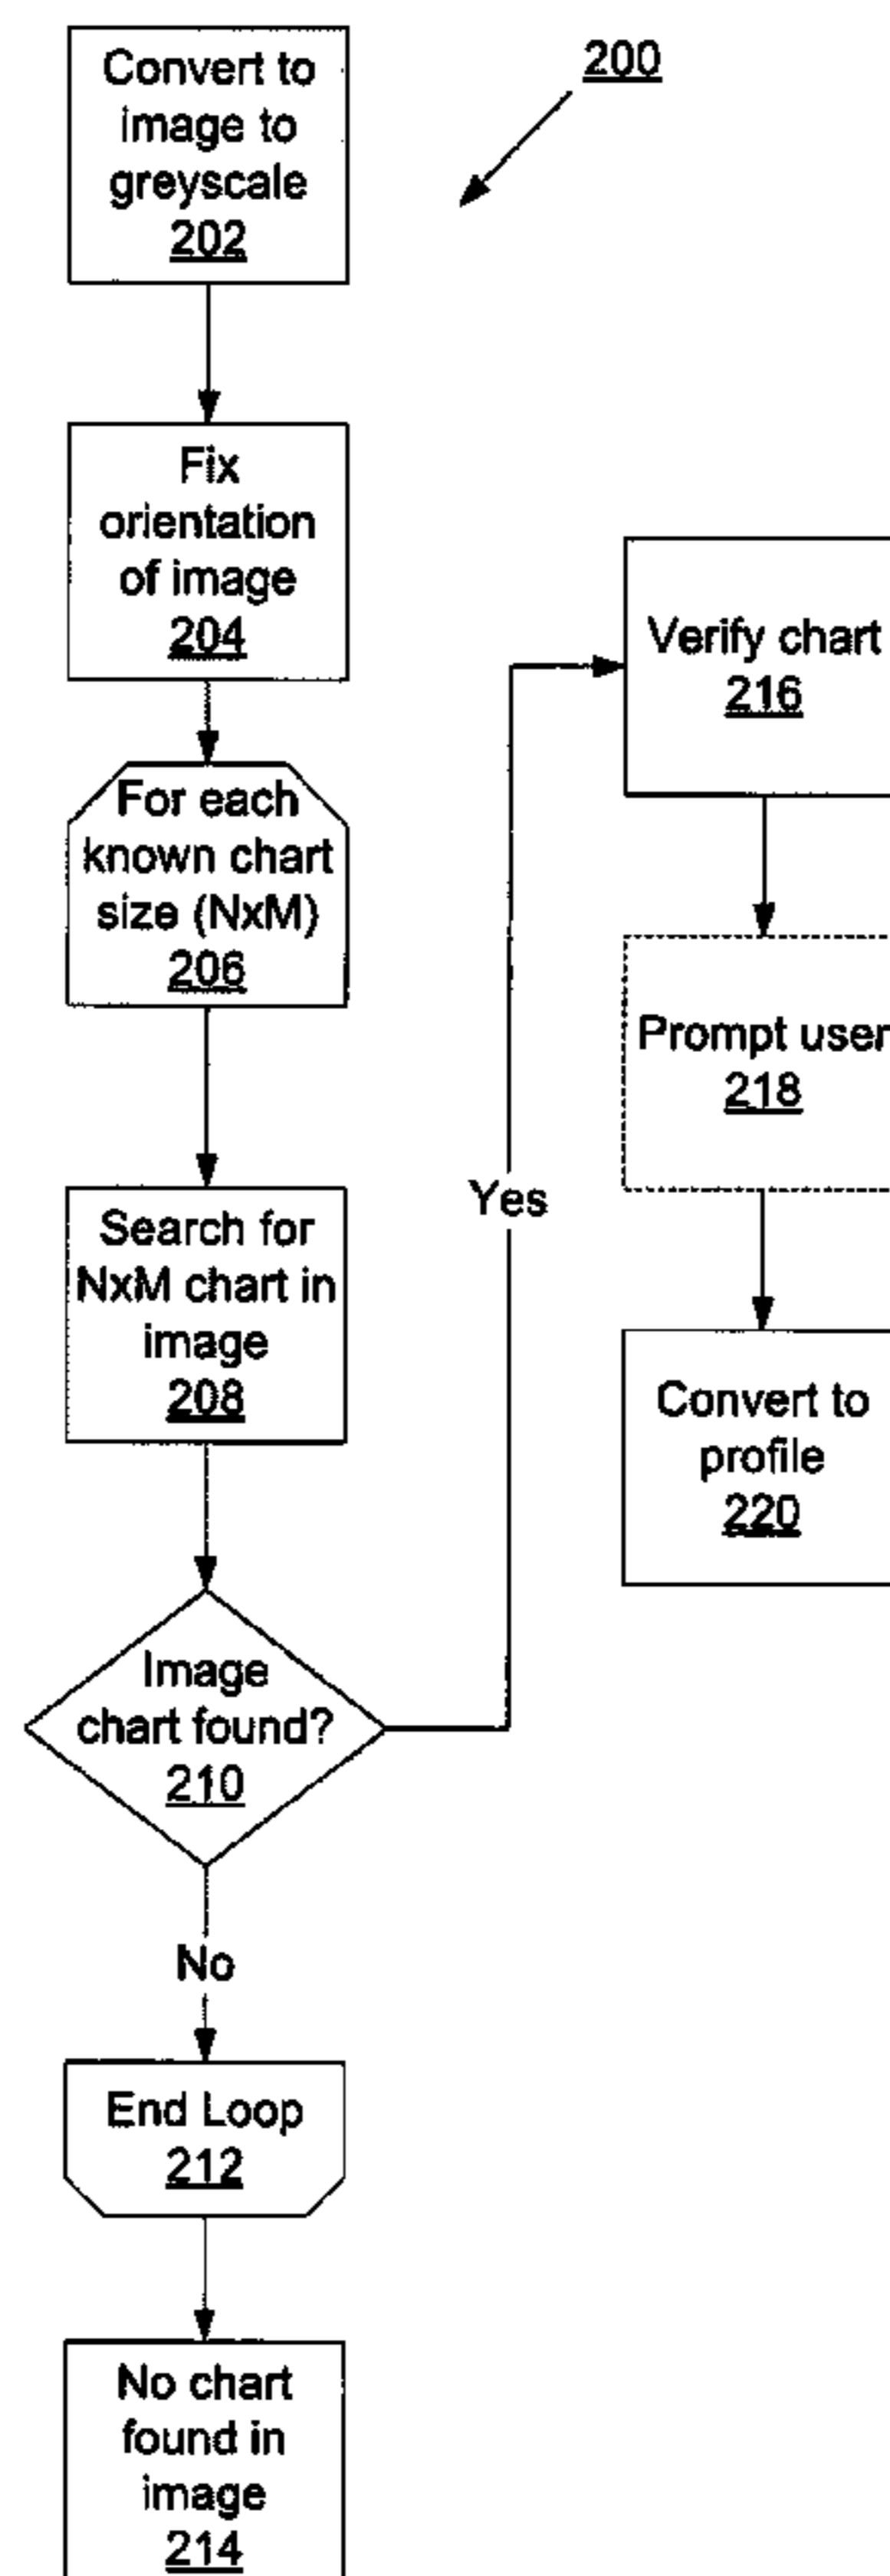 Convert to
image to
greyscale
202
200
Fix
orientation
of image
204
For each
known chart
size (NxM)
206
Search for
NxM chart in
image
208
Image
chart found?
210
Yes
No
End Loop
212
No chart
found in
image
214
Verify chart
216
Prompt user
218
Convert to
profile
220